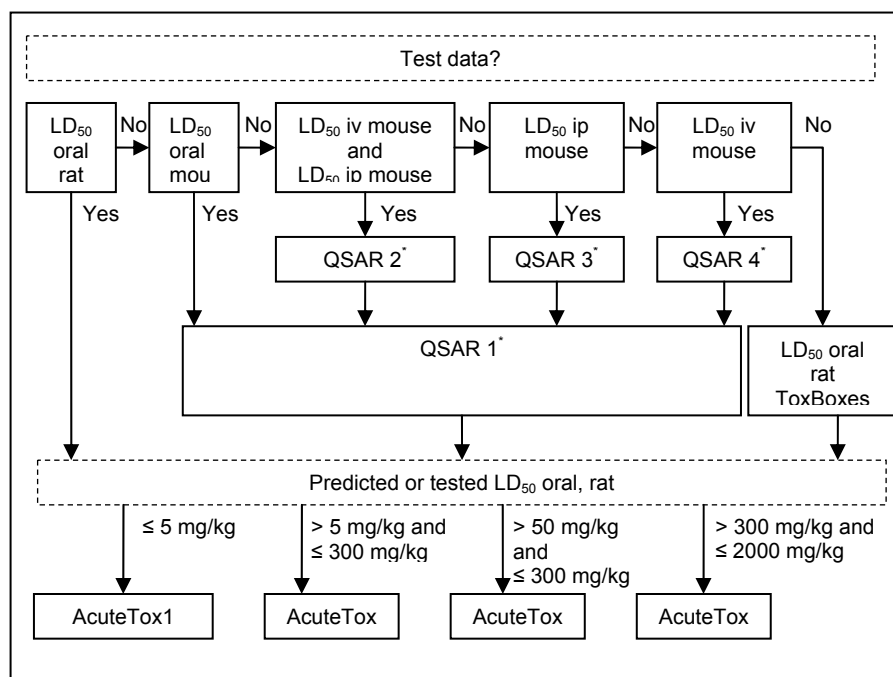 Test data?
LD50 oral rat
No
LD50 oral mou
No
LD50 iv mouse and LD50 ip mouse
No
LD50 ip mouse
No
LD50 iv mouse
No
Yes
Yes
Yes
Yes
Yes
QSAR 2*
QSAR 3*
QSAR 4*
QSAR 1*
LD50 oral rat ToxBoxes
Predicted or tested LD50 oral, rat
≤ 5 mg/kg
> 5 mg/kg and ≤ 300 mg/kg
> 50 mg/kg and ≤ 300 mg/kg
> 300 mg/kg and ≤ 2000 mg/kg
AcuteTox1
AcuteTox
AcuteTox
AcuteTox